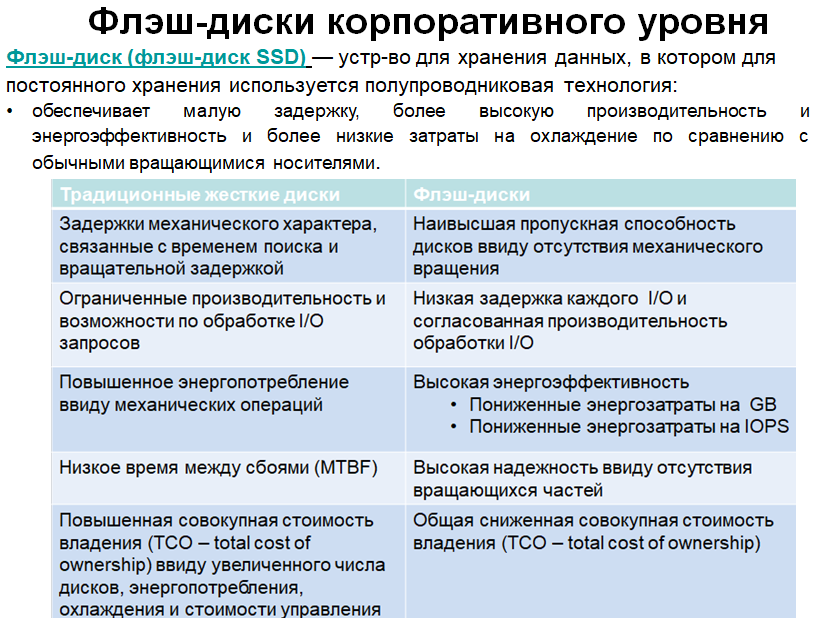 Флэш-диски корпоративного уровня
Флэш-диск (флэш-диск SSD) — устр-во для хранения данных, в котором для
постоянного хранения используется полупроводниковая технология:
• обеспечивает малую задержку, более высокую производительность и
энергоэффективность и более низкие затраты на охлаждение по сравнению с
обычными вращающимися носителями.
Традиционные жесткие диски
Флэш-диски
Задержки механического характера,
связанные с временем поиска и
вращательной задержкой
Наивысшая пропускная способность
дисков ввиду отсутствия механического
вращения
Ограниченные производительность и
возможности по обработке I/O
запросов
Низкая задержка каждого I/O и
согласованная производительность
обработки I/O
Повышенное энергопотребление
ввиду механических операций
Высокая энергоэффективность
• Пониженные энергозатраты на GB
• Пониженные энергозатраты на IOPS
Низкое время между сбоями (MTBF)
Высокая надежность ввиду отсутствия
вращающихся частей
Повышенная совокупная стоимость
владения (TCO – total cost of
ownership) ввиду увеличенного числа
дисков, энергопотребления,
охлаждения и стоимости управления
Общая сниженная совокупная стоимость
владения (TCO – total cost of ownership)